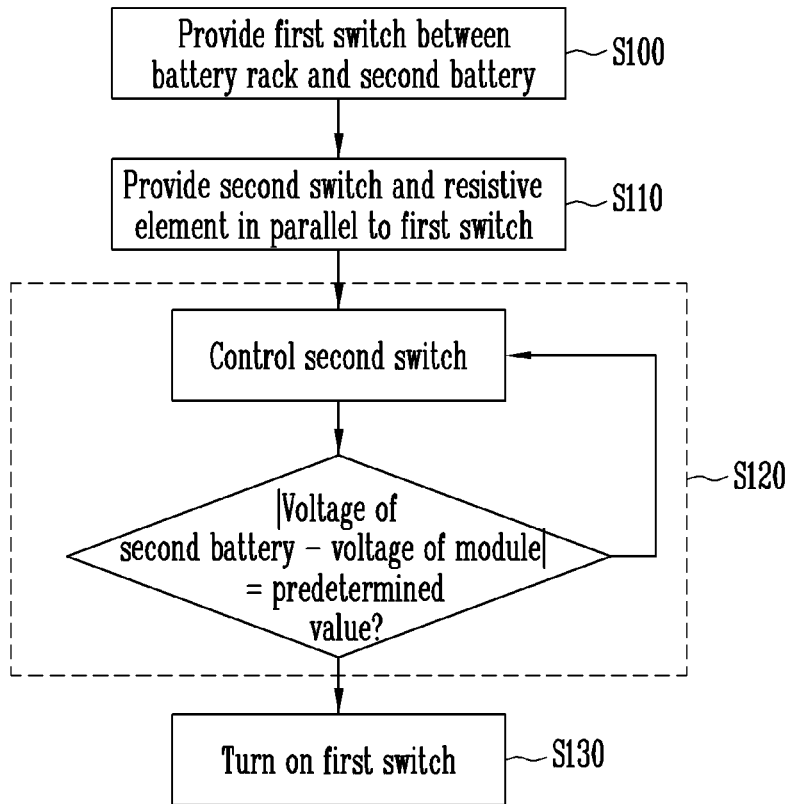 Provide first switch between
battery rack and second battery
S100
Provide second switch and resistive
element in parallel to first switch
S110
Control second switch
|Voltage of
second battery – voltage of module|
= predetermined
value?
S120
Turn on first switch
S130